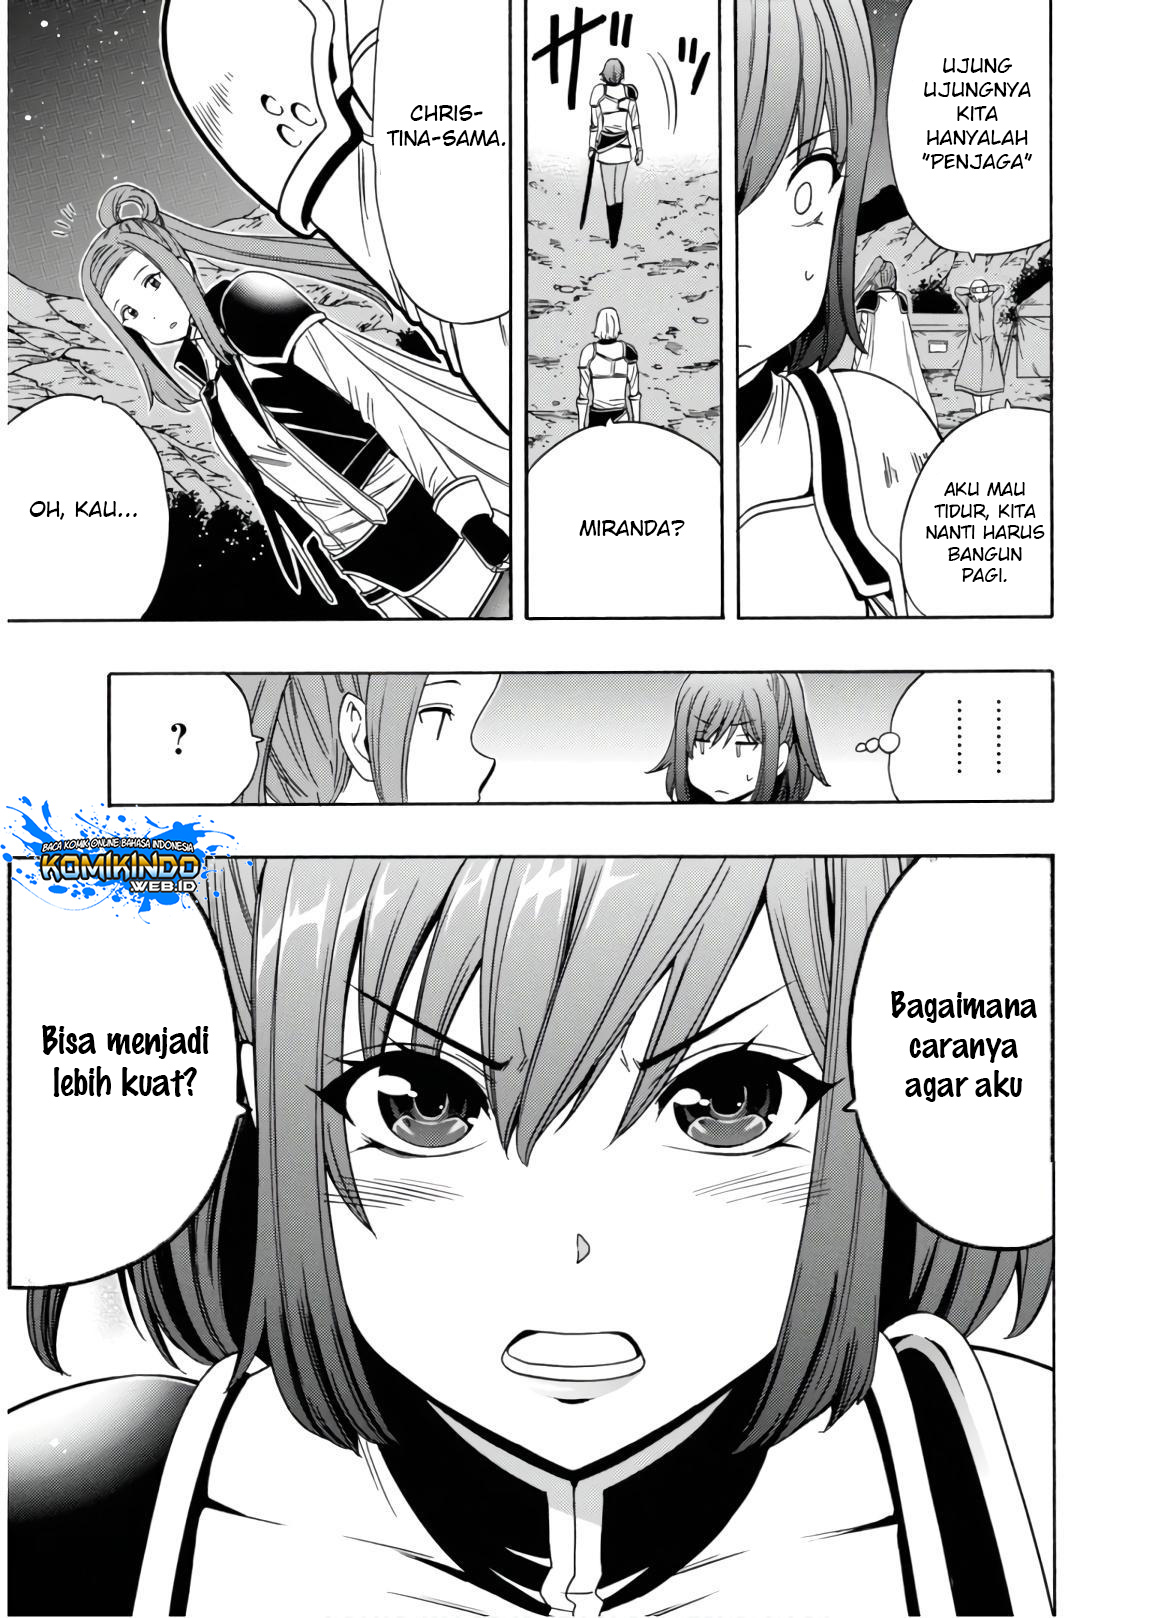 UJUNG
UJUNGNYA
KITA
HANYALAH
"PENJAGA"
AKU MAU
TIDUR, KITA
NANTI HARUS
BANGUN
PAGI.
ザッ
ッ
MIRANDA?
CHRIS-
TINA-SAMA.
OH, KAU...
?
BACA KOMIK ONLINE BAHASA INDONESIA
KOMIKINDO
WEB.ID
Bagaimana
caranya
agar aku
Bisa menjadi
lebih kuat?